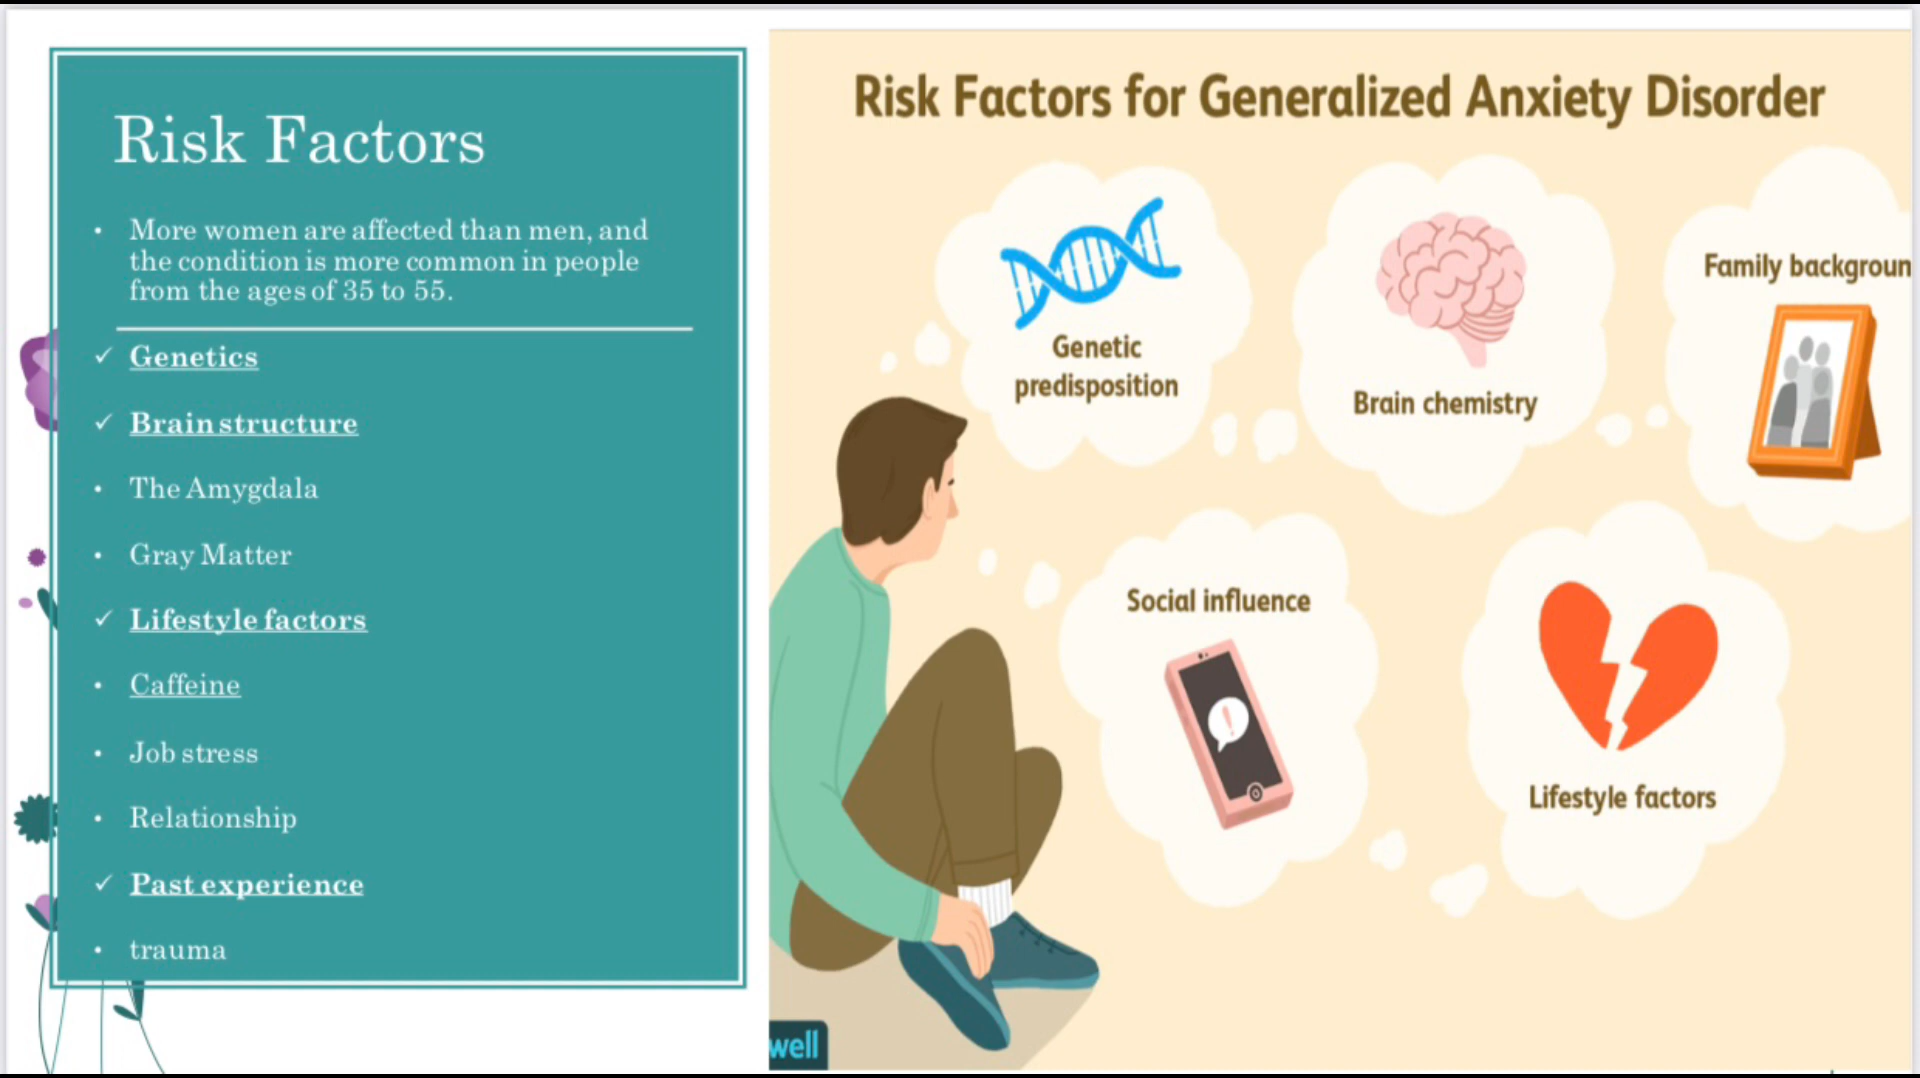 Risk Factors
• More women are affected than men, and
the condition is more common in people
from the ages of 35 to 55.
✓ Genetics
✓ Brain structure
• The Amygdala
• Gray Matter
✓ Lifestyle factors
• Caffeine
• Job stress
• Relationship
✓ Past experience
• trauma
Risk Factors for Generalized Anxiety Disorder
Genetic
predisposition
Brain chemistry
Family backgroun
Social influence
Lifestyle factors
well